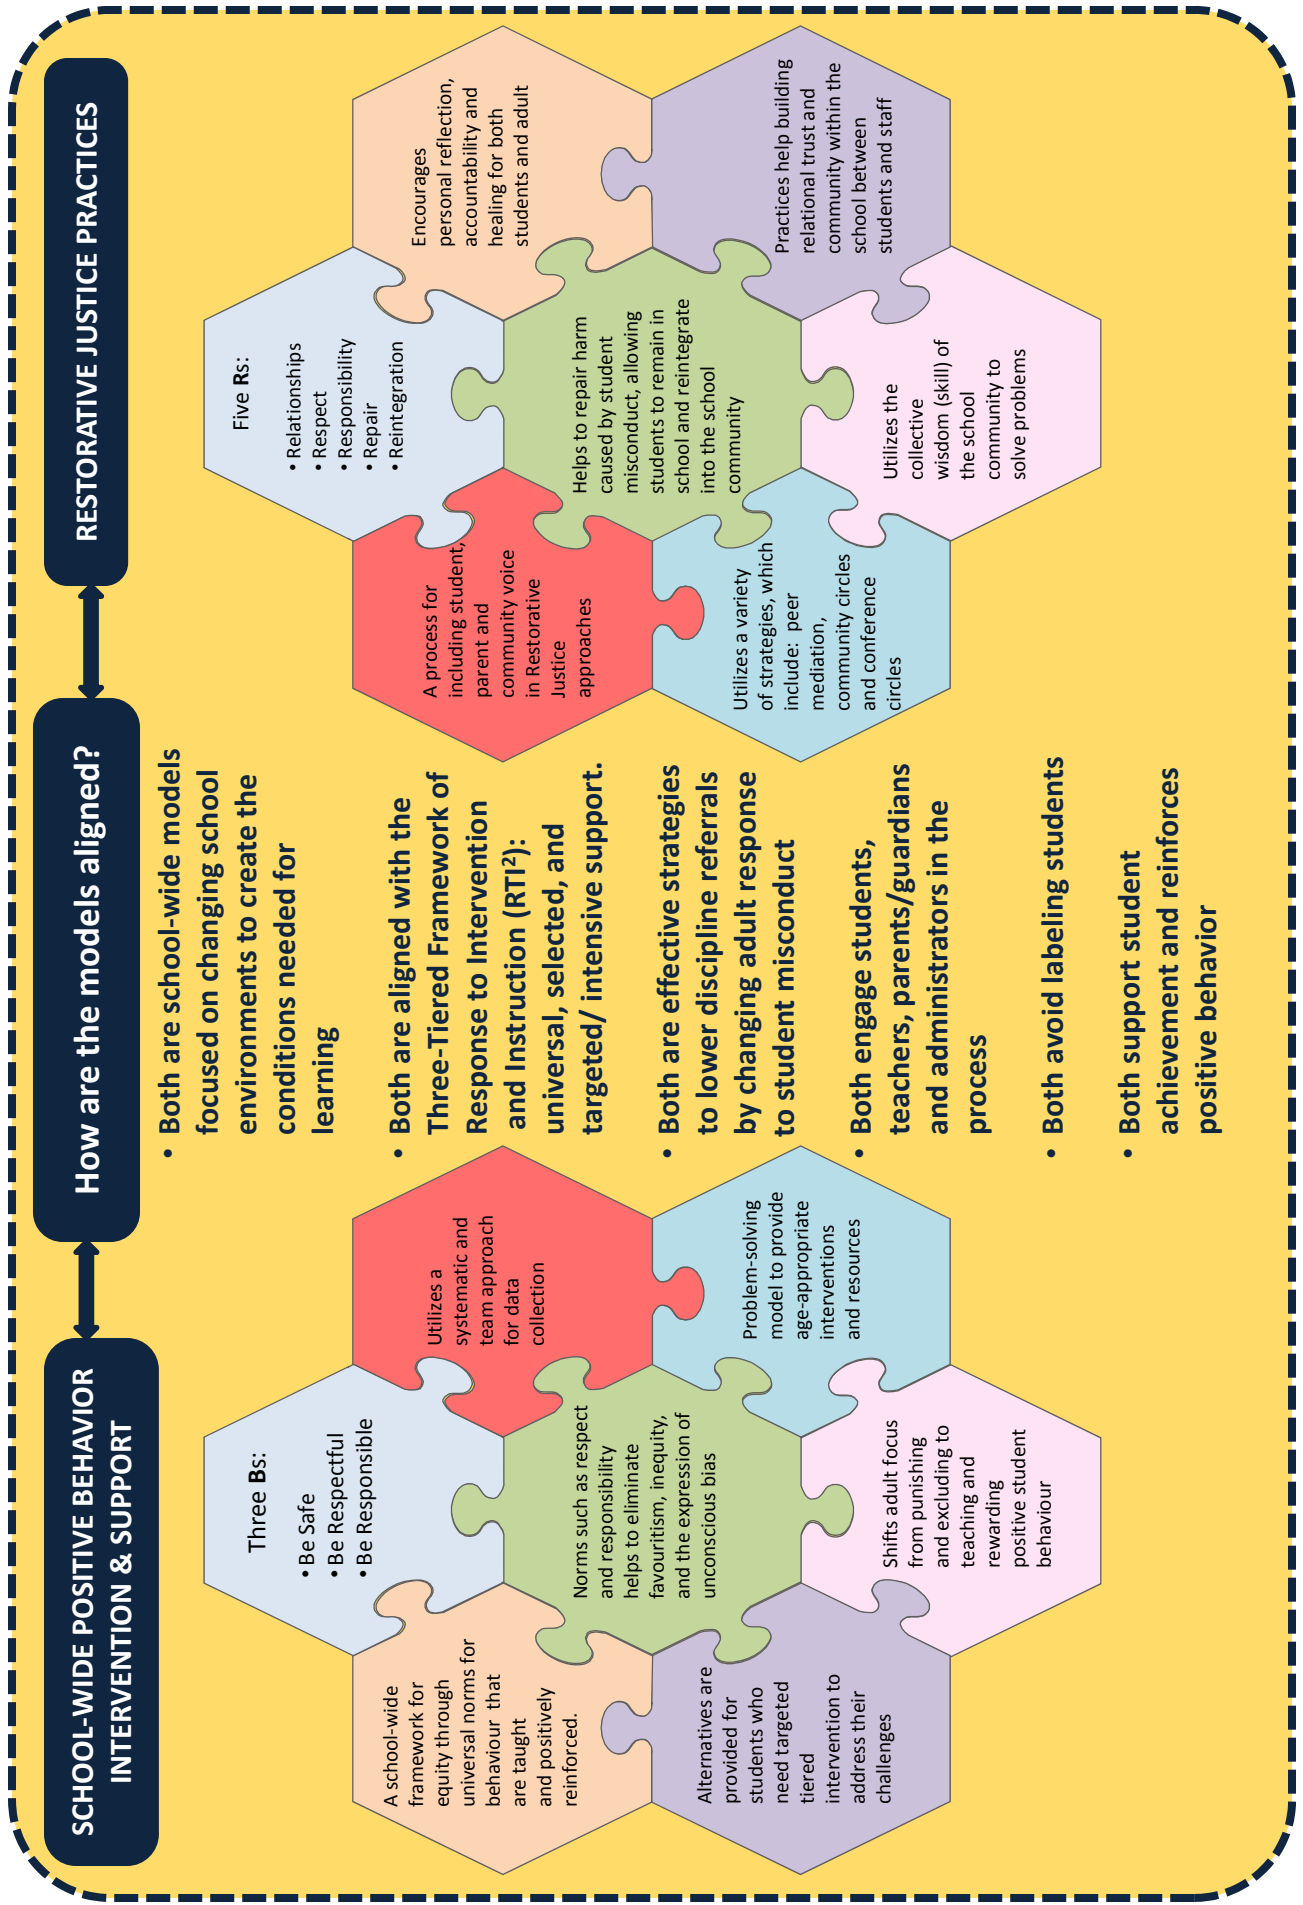 SCHOOL-WIDE POSITIVE BEHAVIOR
INTERVENTION & SUPPORT
How are the models aligned?
RESTORATIVE JUSTICE PRACTICES
Three Bs:
• Be Safe
• Be Respectful
• Be Responsible
A school-wide
framework for
equity through
universal norms for
behaviour that
are taught
and positively
reinforced.
Utilizes a
systematic and
team approach
for data
collection
Norms such as respect
and responsibility
helps to eliminate
favouritism, inequity,
and the expression of
unconscious bias
Alternatives are
provided for
students who
need targeted
tiered
intervention to
address their
challenges
Problem-solving
model to provide
age-appropriate
interventions
and resources
Shifts adult focus
from punishing
and excluding to
teaching and
rewarding
positive student
behaviour
• Both are school-wide models
focused on changing school
environments to create the
conditions needed for
learning
• Both are aligned with the
Three-Tiered Framework of
Response to Intervention
and Instruction (RTI²):
universal, selected, and
targeted/ intensive support.
• Both are effective strategies
to lower discipline referrals
by changing adult response
to student misconduct
• Both engage students,
teachers, parents/guardians
and administrators in the
process
• Both avoid labeling students
• Both support student
achievement and reinforces
positive behavior
Five Rs:
• Relationships
• Respect
• Responsibility
• Repair
• Reintegration
A process for
including student,
parent and
community voice
in Restorative
Justice
approaches
Encourages
personal reflection,
accountability and
healing for both
students and adult
Helps to repair harm
caused by student
misconduct, allowing
students to remain in
school and reintegrate
into the school
community
Utilizes a variety
of strategies, which
include: peer
mediation,
community circles
and conference
circles
Practices help building
relational trust and
community within the
school between
students and staff
Utilizes the
collective
wisdom (skill) of
the school
community to
solve problems